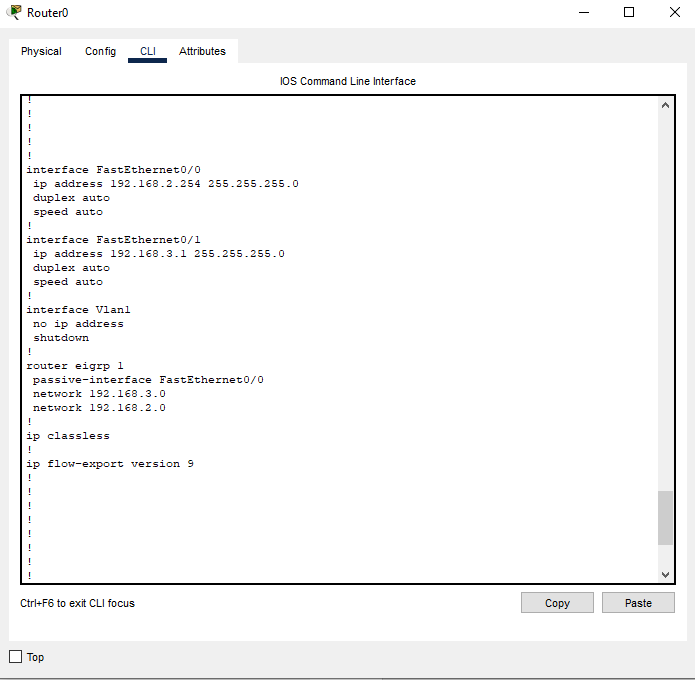 Router0
Physical Config CLI Attributes
IOS Command Line Interface
!
!
!
!
!
interface FastEthernet0/0
 ip address 192.168.2.254 255.255.255.0
 duplex auto
 speed auto
!
interface FastEthernet0/1
 ip address 192.168.3.1 255.255.255.0
 duplex auto
 speed auto
!
interface Vlan1
 no ip address
 shutdown
!
router eigrp 1
 passive-interface FastEthernet0/0
 network 192.168.3.0
 network 192.168.2.0
!
ip classless
!
ip flow-export version 9
!
!
!
!
!
!
!
!
Ctrl+F6 to exit CLI focus
Copy Paste
Top